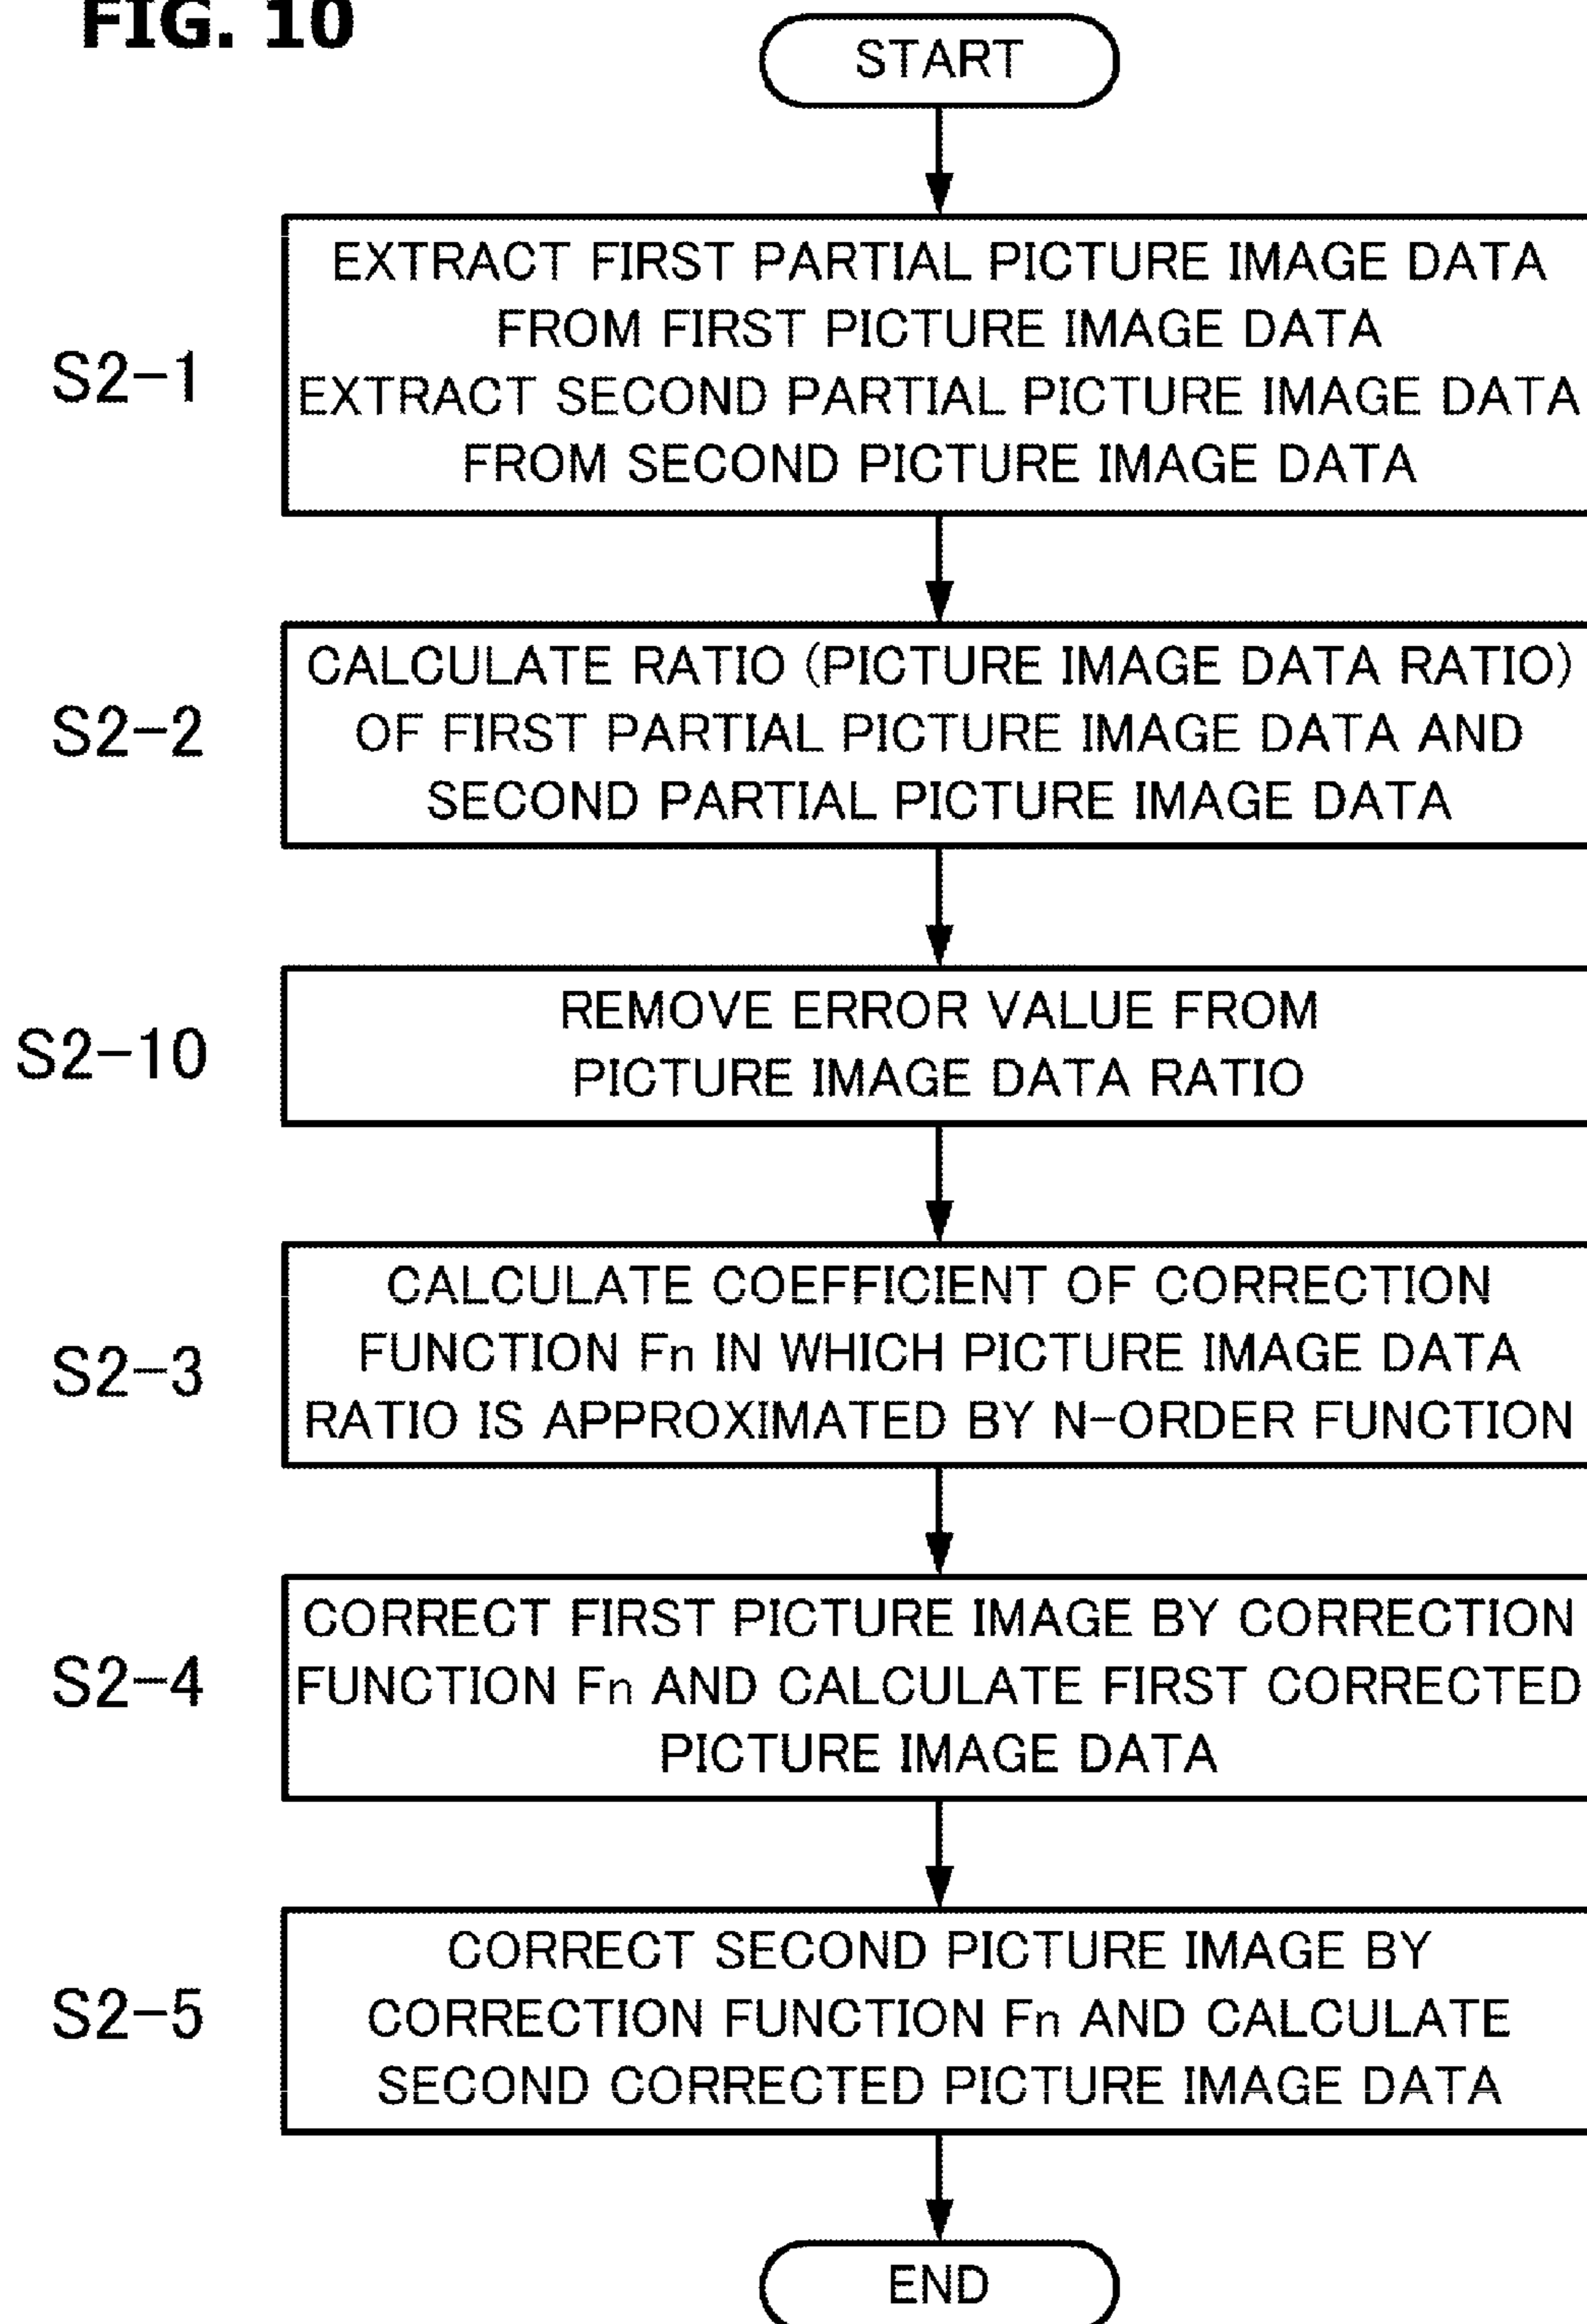 FIG. 10
START
S2-1
EXTRACT FIRST PARTIAL PICTURE IMAGE DATA
FROM FIRST PICTURE IMAGE DATA
EXTRACT SECOND PARTIAL PICTURE IMAGE DATA
FROM SECOND PICTURE IMAGE DATA
S2-2
CALCULATE RATIO (PICTURE IMAGE DATA RATIO)
OF FIRST PARTIAL PICTURE IMAGE DATA AND
SECOND PARTIAL PICTURE IMAGE DATA
S2-10
REMOVE ERROR VALUE FROM
PICTURE IMAGE DATA RATIO
S2-3
CALCULATE COEFFICIENT OF CORRECTION
FUNCTION Fn IN WHICH PICTURE IMAGE DATA
RATIO IS APPROXIMATED BY N-ORDER FUNCTION
S2-4
CORRECT FIRST PICTURE IMAGE BY CORRECTION
FUNCTION Fn AND CALCULATE FIRST CORRECTED
PICTURE IMAGE DATA
S2-5
CORRECT SECOND PICTURE IMAGE BY
CORRECTION FUNCTION Fn AND CALCULATE
SECOND CORRECTED PICTURE IMAGE DATA
END